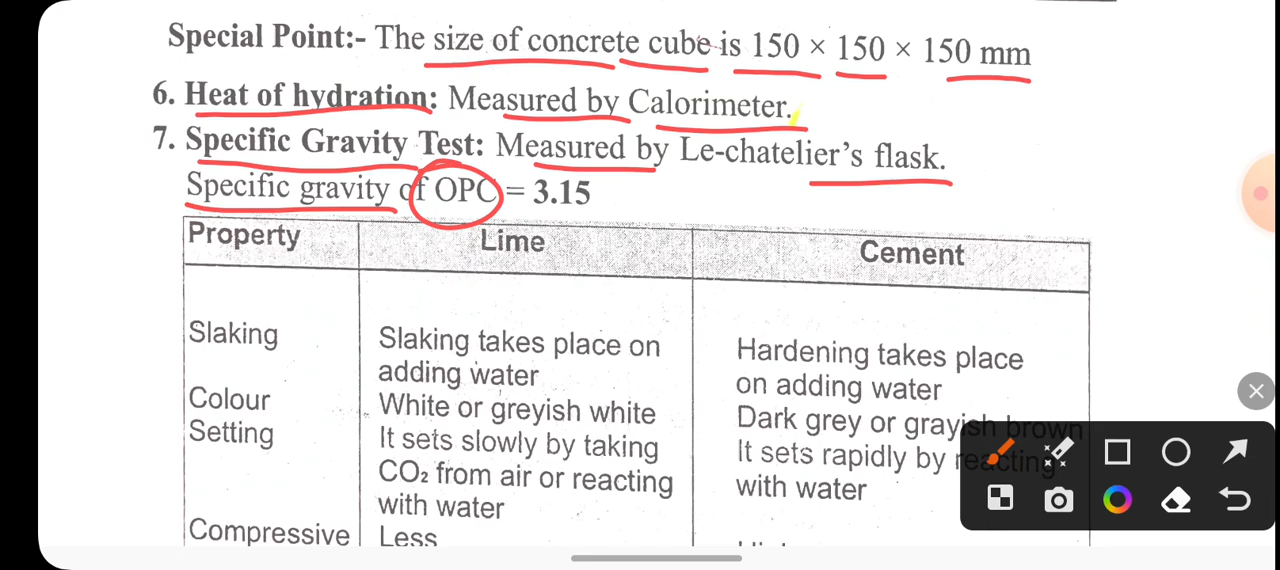 Special Point:- The size of concrete cube is 150 × 150 × 150 mm
6. Heat of hydration: Measured by Calorimeter.
7. Specific Gravity Test: Measured by Le-chatelier's flask.
Specific gravity of OPC = 3.15
Property Lime Cement
Slaking Slaking takes place on adding water Hardening takes place on adding water
Colour White or greyish white Dark grey or grayish brown
Setting It sets slowly by taking CO₂ from air or reacting with water It sets rapidly by reacting with water
Compressive Less